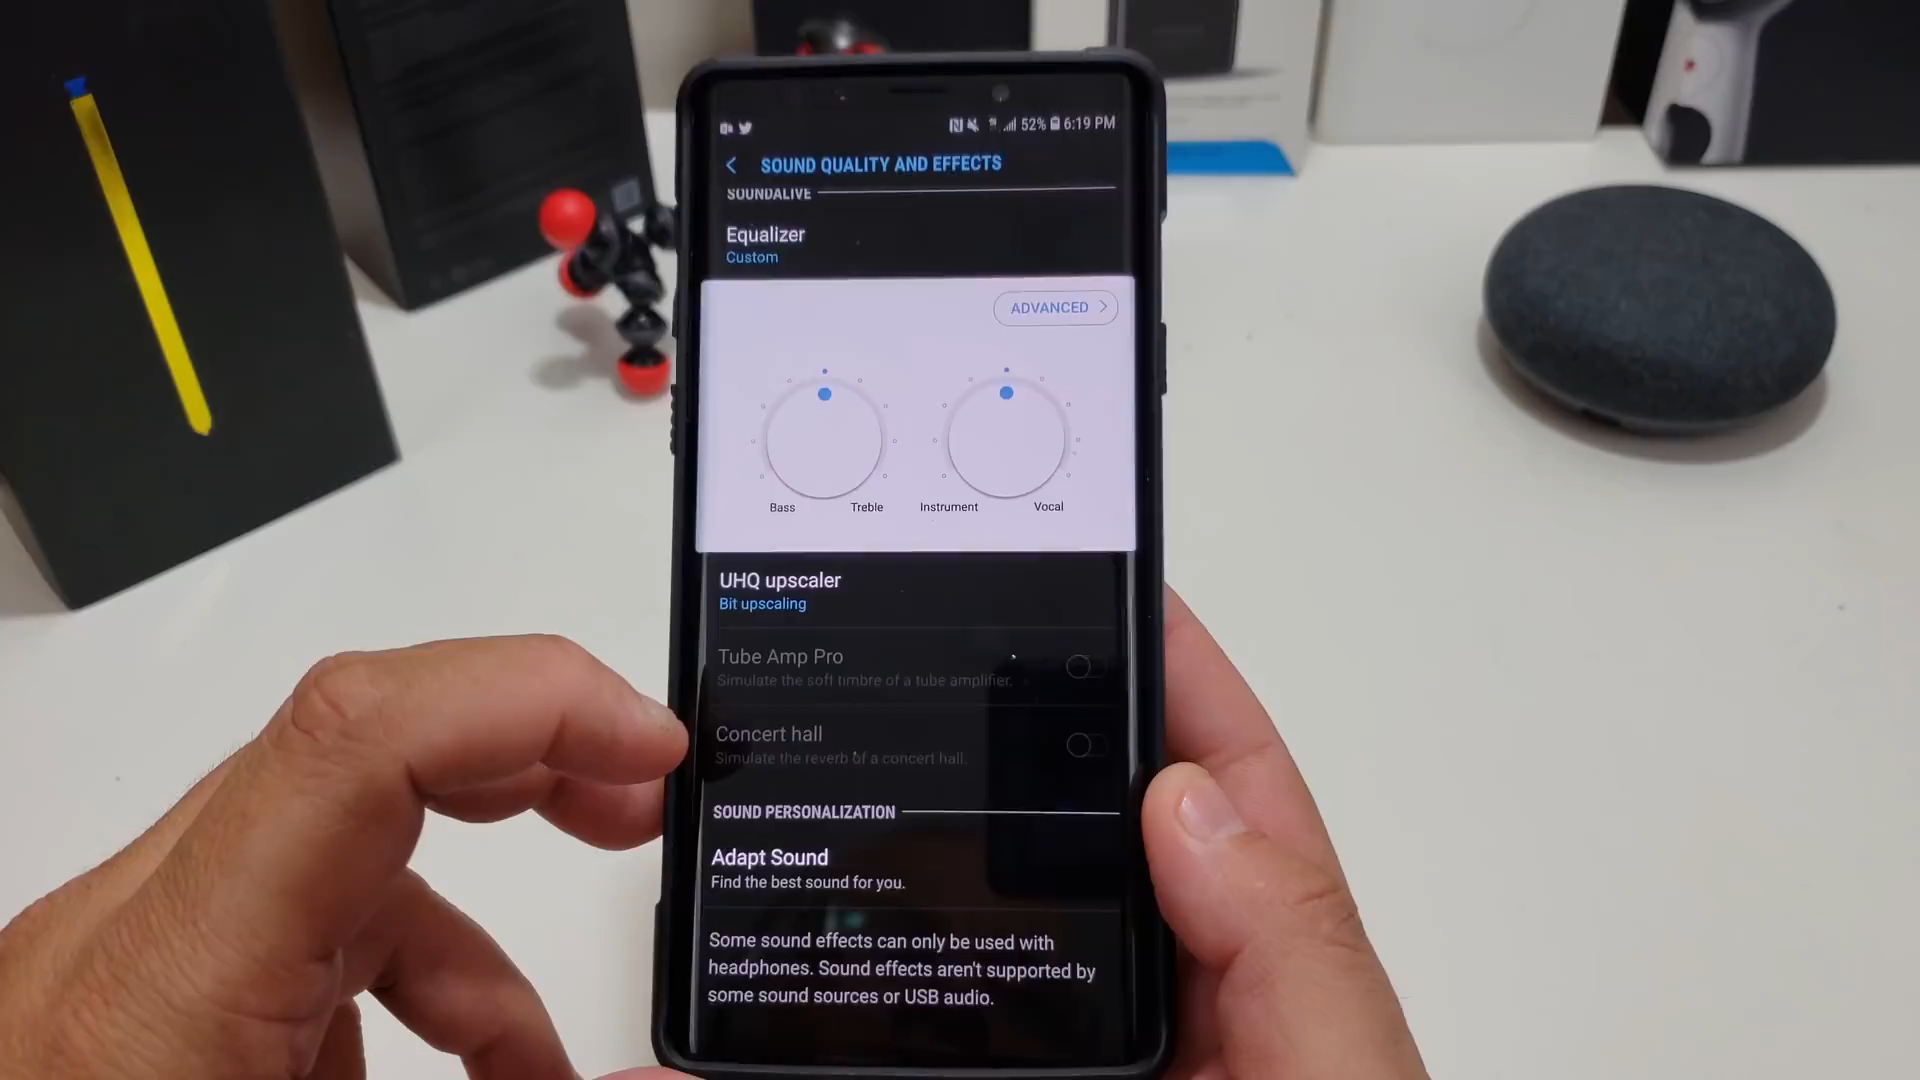 52% 6:19 PM
SOUND QUALITY AND EFFECTS
SOUNDALIVE
Equalizer
Custom
ADVANCED
Bass Treble Instrument Vocal
UHQ upscaler
Bit upscaling
Tube Amp Pro
Simulate the soft timbre of a tube amplifier.
Concert hall
Simulate the reverb of a concert hall.
SOUND PERSONALIZATION
Adapt Sound
Find the best sound for you.
Some sound effects can only be used with
headphones. Sound effects aren't supported by
some sound sources or USB audio.